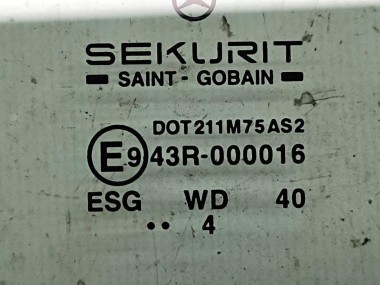 SEKURIT
SAINT - GOBAIN
DOT211M75AS2
E9 43R-000016
ESG WD 40
•• 4